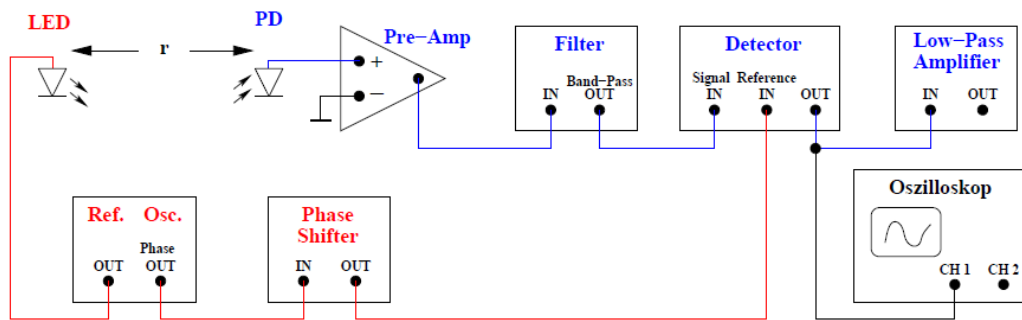 LED
r
PD
Pre−Amp
+
−
Filter
Band−Pass
IN OUT
Detector
Signal Reference
IN IN OUT
Low−Pass
Amplifier
IN OUT
Ref. Osc.
Phase
OUT OUT
Phase
Shifter
IN OUT
Oszilloskop
CH 1 CH 2